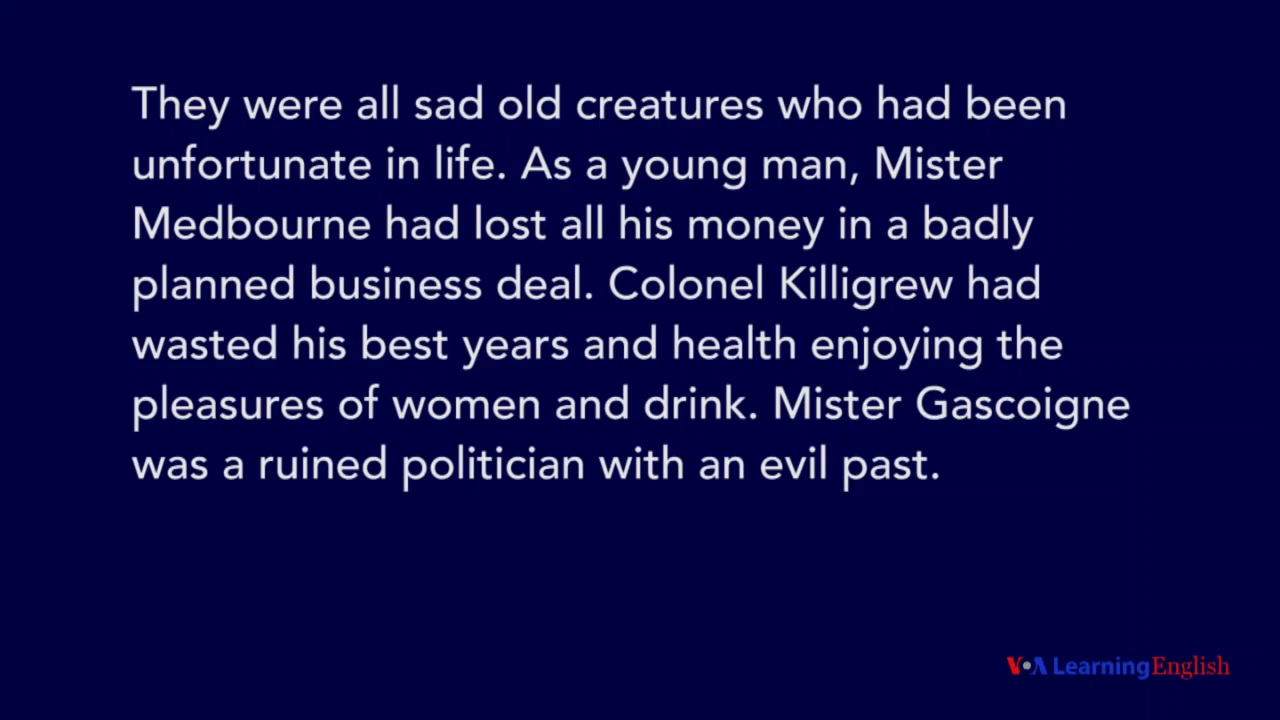 They were all sad old creatures who had been
unfortunate in life. As a young man, Mister
Medbourne had lost all his money in a badly
planned business deal. Colonel Killigrew had
wasted his best years and health enjoying the
pleasures of women and drink. Mister Gascoigne
was a ruined politician with an evil past.
VOA Learning English